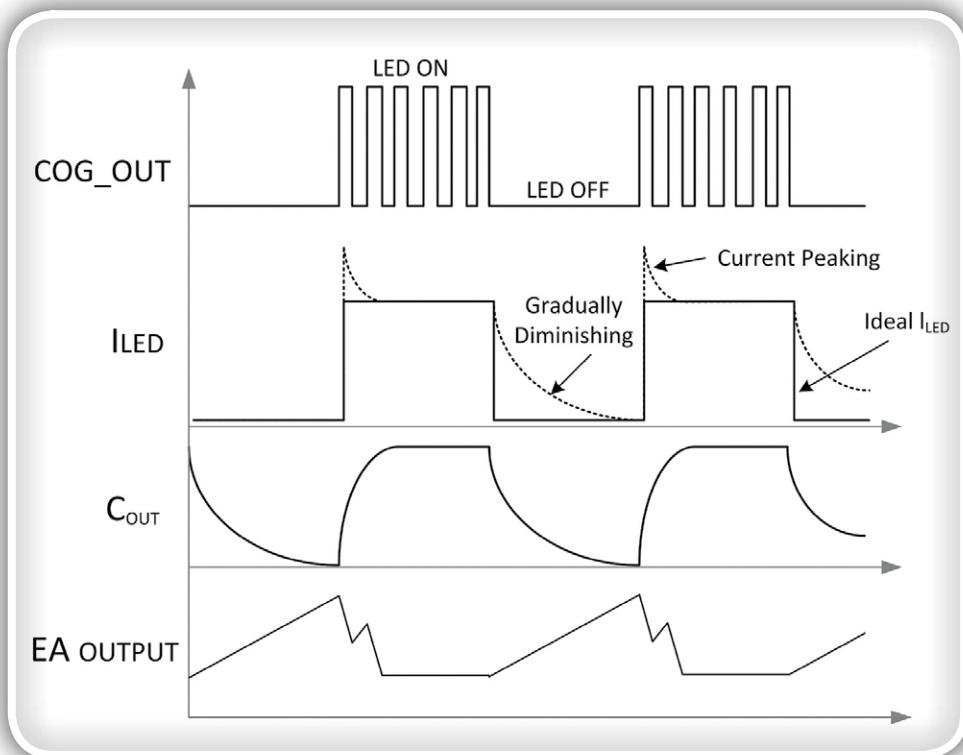 LED ON
COG_OUT
LED OFF
Current Peaking
Gradually
Diminishing
Ideal ILED
ILED
COUT
EA OUTPUT